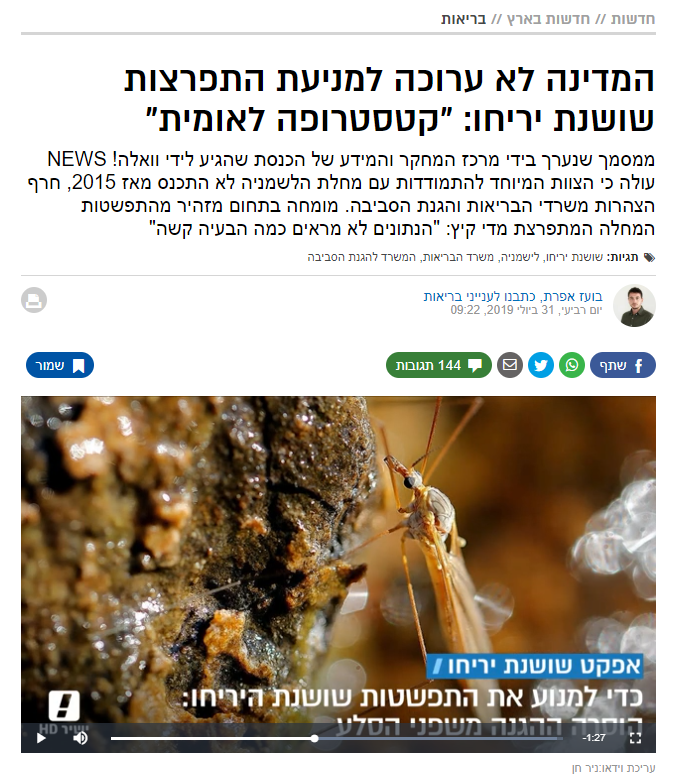 חדשות // חדשות בארץ // בריאות
המדינה לא ערוכה למניעת התפרצות
שושנת יריחו: "קטסטרופה לאומית"
ממסמך שנערך בידי מרכז המחקר והמידע של הכנסת שהגיע לידי וואלה! NEWS
עולה כי הצוות המיוחד להתמודדות עם מחלת הלשמניה לא התכנס מאז 2015, חרף
הצהרות משרדי הבריאות והגנת הסביבה. מומחה בתחום מזהיר מהתפשטות
המחלה המתפרצת מדי קיץ: "הנתונים לא מראים כמה הבעיה קשה"
תגיות: שושנת יריחו, לישמניה, משרד הבריאות, המשרד להגנת הסביבה
בועז אפרת, כתבנו לענייני בריאות
יום רביעי, 31 ביולי 2019, 09:22
שתף
144 תגובות
שמור
אפקט שושנת יריחו //
כדי למנוע את התפשטות שושנת היריחו:
הוסרה ההגנה משפני הסלע
ישיר HD
-1:27
עריכת וידאו:ניר חן